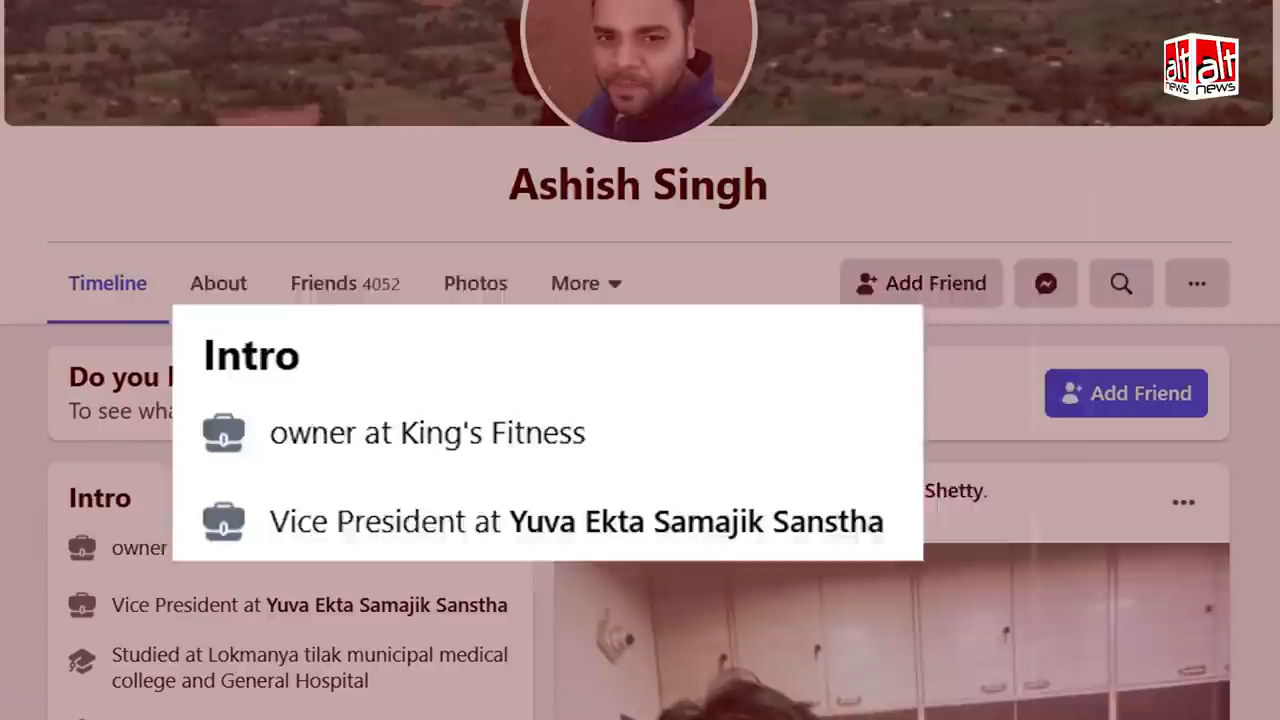 alt alt
news news
Ashish Singh
Timeline About Friends 4052 Photos More Add Friend
Do you
To see wha
Add Friend
Intro
owner at King's Fitness
Vice President at Yuva Ekta Samajik Sanstha
Shetty.
Intro
owner
Vice President at Yuva Ekta Samajik Sanstha
Studied at Lokmanya tilak municipal medical
college and General Hospital